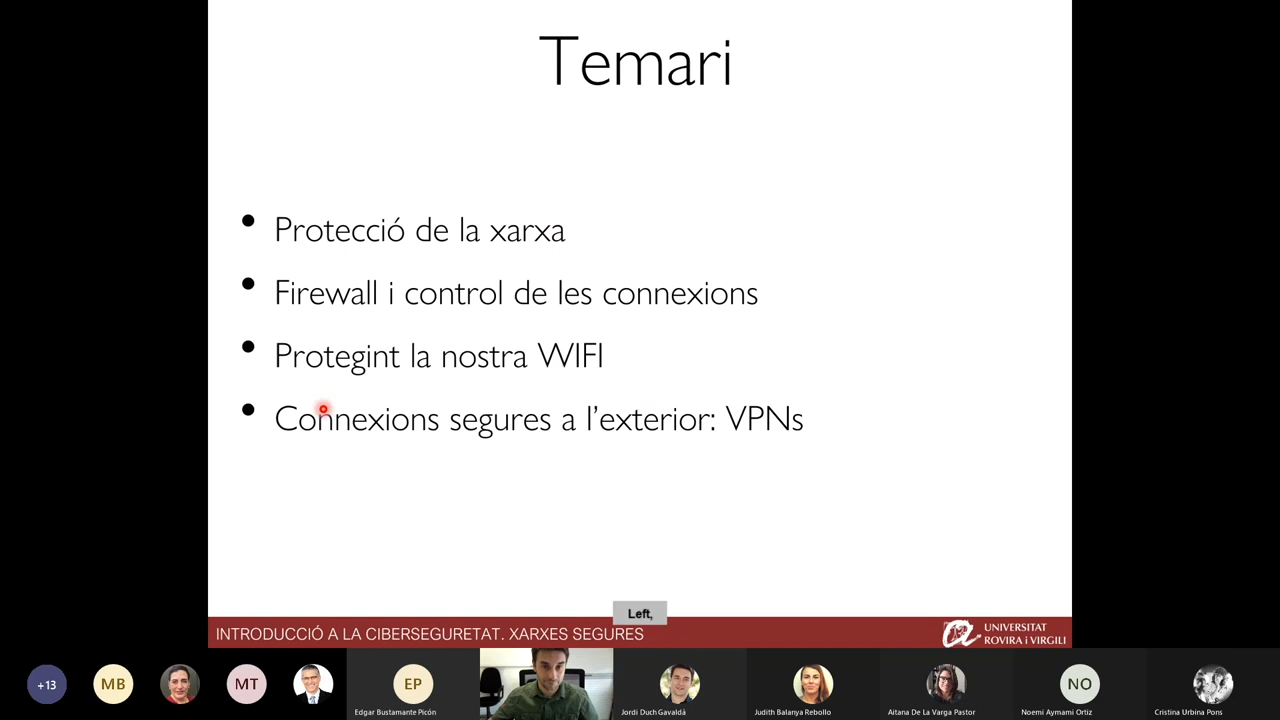 Temari
• Protecció de la xarxa
• Firewall i control de les connexions
• Protegint la nostra WIFI
• Connexions segures a l’exterior: VPNs
Left,
INTRODUCCIÓ A LA CIBERSEGURETAT. XARXES SEGURES
UNIVERSITAT
ROVIRA i VIRGILI
+13
MB
MT
EP
NO
Edgar Bustamante Picón
Jordi Duch Gavaldà
Judith Balanya Rebollo
Aitana De La Varga Pastor
Noemi Aymami Ortiz
Cristina Urbina Pons